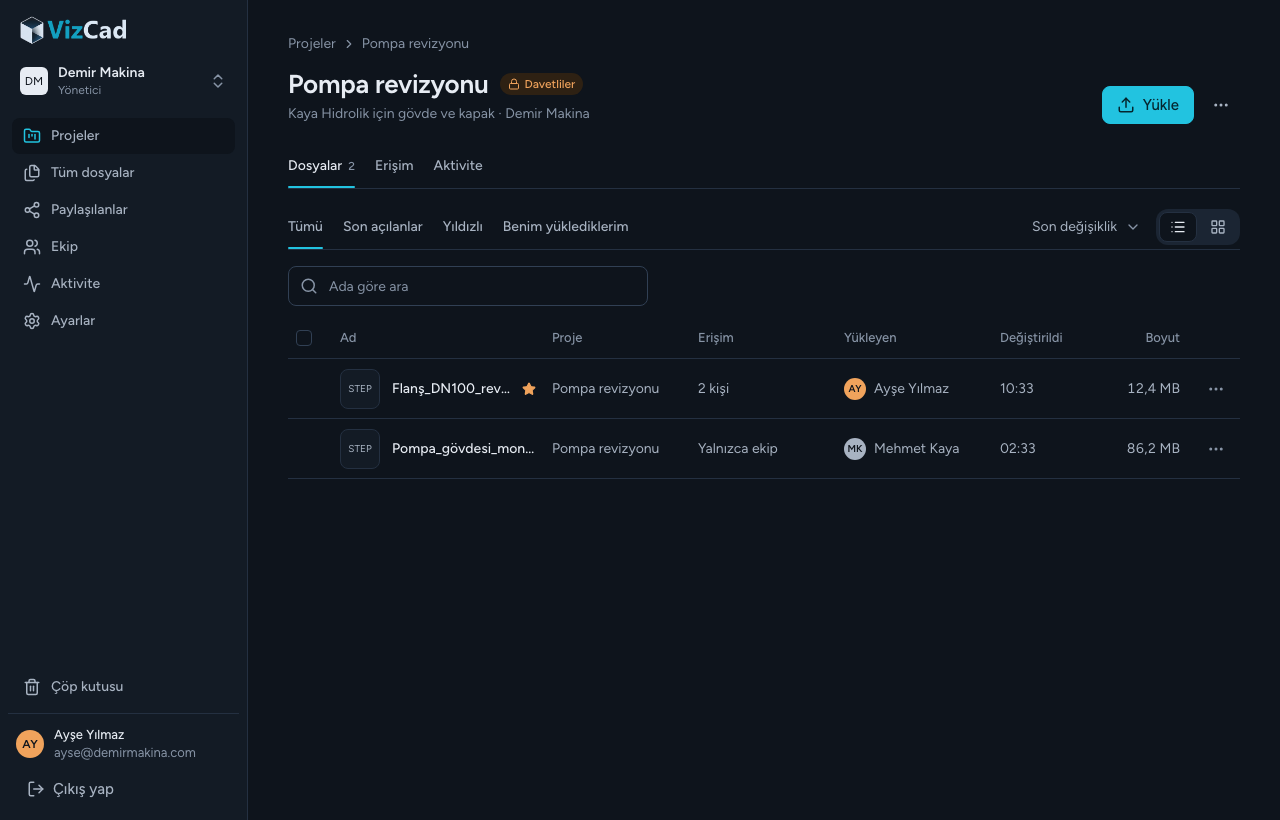 VizCad
DM
Demir Makina
Yönetici
Projeler
Tüm dosyalar
Paylaşılanlar
Ekip
Aktivite
Ayarlar
Çöp kutusu
AY
Ayşe Yılmaz
ayse@demirmakina.com
Çıkış yap
Projeler > Pompa revizyonu
Pompa revizyonu Davetliler
Kaya Hidrolik için gövde ve kapak · Demir Makina
Yükle
Dosyalar 2 Erişim Aktivite
Tümü Son açılanlar Yıldızlı Benim yüklediklerim Son değişiklik
Ada göre ara
Ad Proje Erişim Yükleyen Değiştirildi Boyut
STEP Flanş_DN100_rev... Pompa revizyonu 2 kişi AY Ayşe Yılmaz 10:33 12,4 MB
STEP Pompa_gövdesi_mon... Pompa revizyonu Yalnızca ekip MK Mehmet Kaya 02:33 86,2 MB